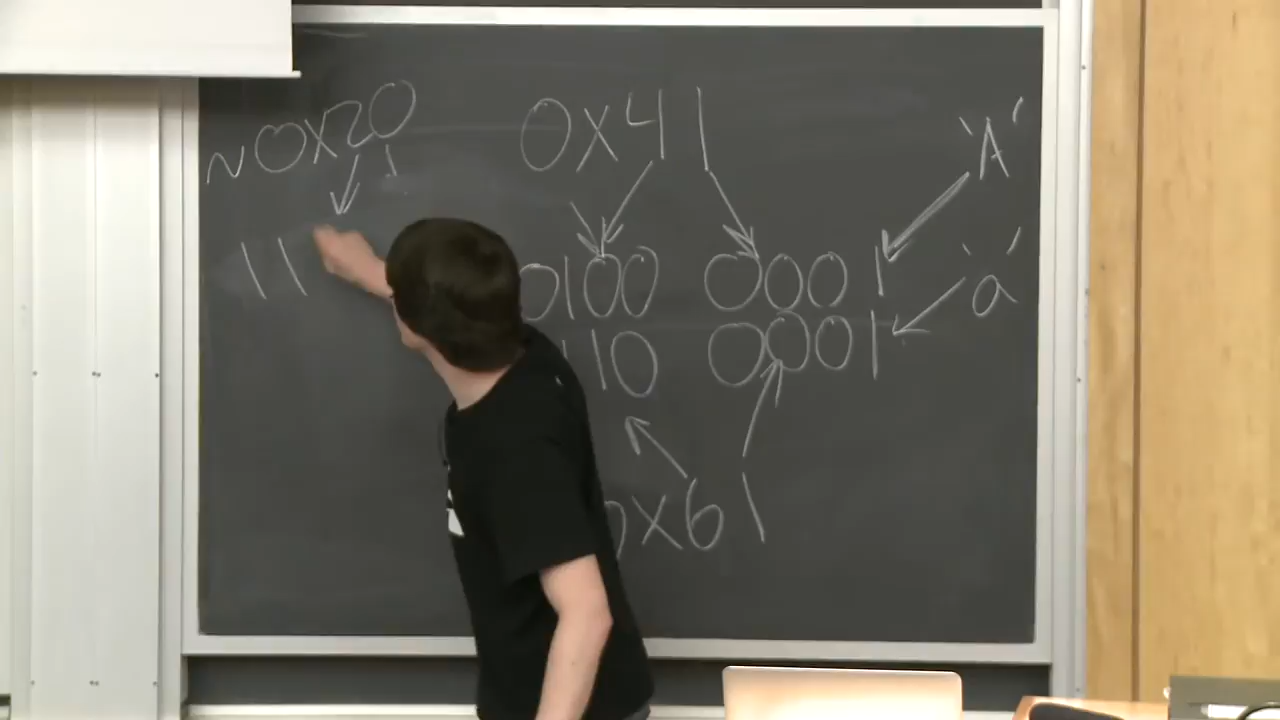 ~0x20 0x41 'A'
11 0100 0001 'a'
110 0001
0x61